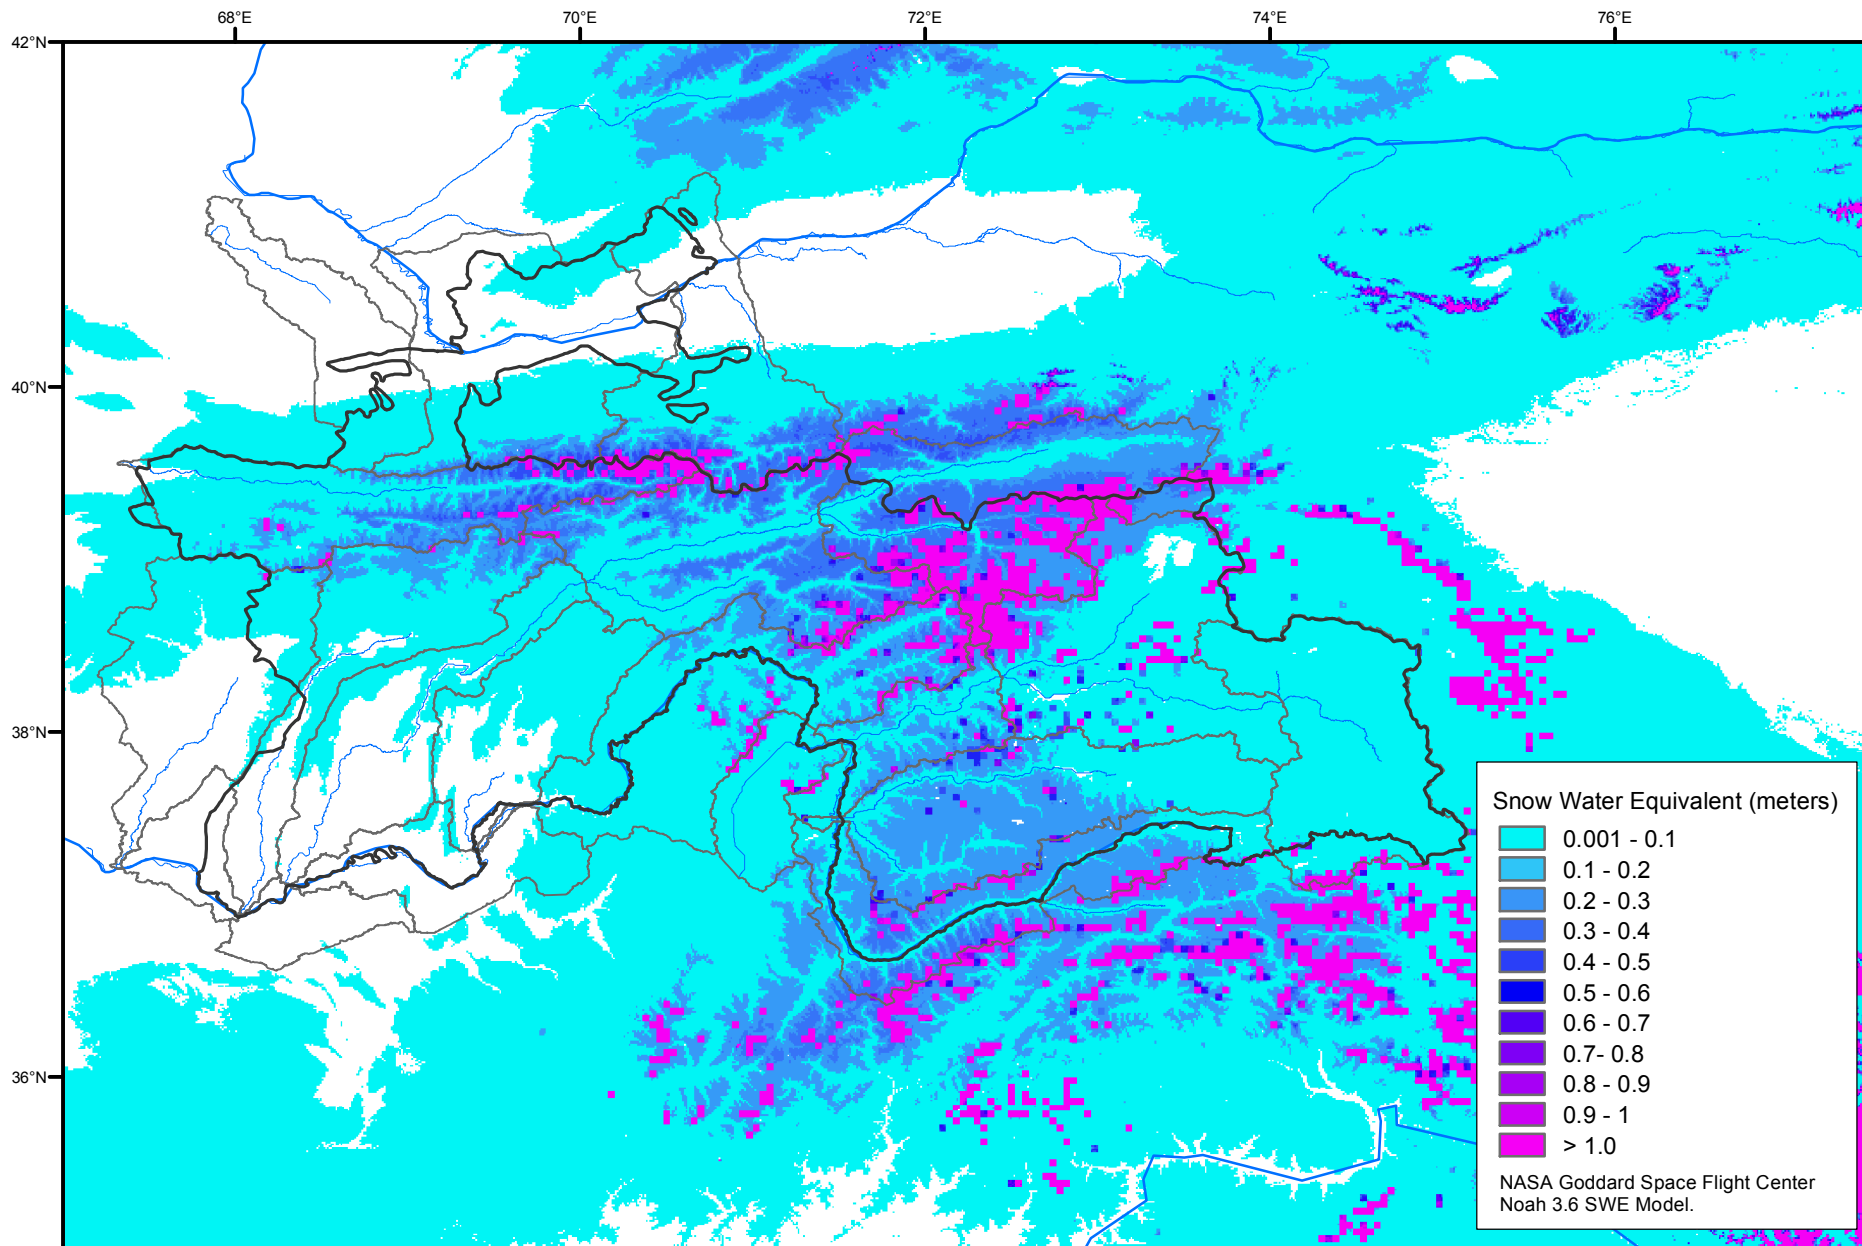 68°E 70°E 72°E 74°E 76°E
42°N
40°N
38°N
36°N
Snow Water Equivalent (meters)
0.001 - 0.1
0.1 - 0.2
0.2 - 0.3
0.3 - 0.4
0.4 - 0.5
0.5 - 0.6
0.6 - 0.7
0.7- 0.8
0.8 - 0.9
0.9 - 1
> 1.0
NASA Goddard Space Flight Center
Noah 3.6 SWE Model.